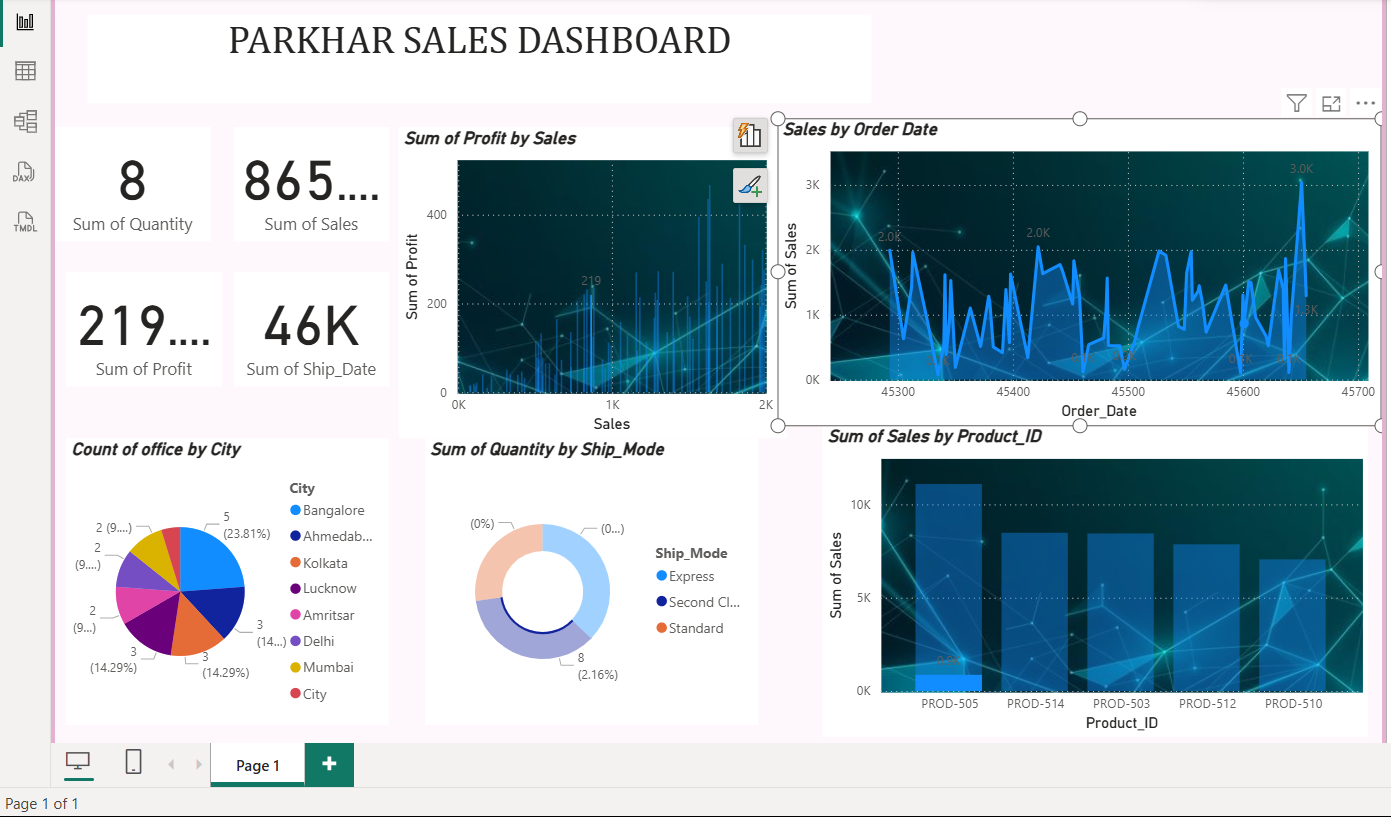 PARKHAR SALES DASHBOARD
DAX
TMDL
8
Sum of Quantity
865....
Sum of Sales
219....
Sum of Profit
46K
Sum of Ship_Date
Sum of Profit by Sales
Sum of Profit
400
200
0
219
0K
1K
2K
Sales
Sales by Order Date
Sum of Sales
3K
2K
1K
0K
2.0K
2.0K
3.0K
1.3K
45300
45400
45500
45600
45700
Order_Date
Count of office by City
5
(23.81%)
3
(14...)
3
(14.29%)
3
(14.29%)
2
(9...)
2
(9....)
2 (9....)
City
Bangalore
Ahmedab...
Kolkata
Lucknow
Amritsar
Delhi
Mumbai
City
Sum of Quantity by Ship_Mode
(0%)
(0...)
8
(2.16%)
Ship_Mode
Express
Second Cl...
Standard
Sum of Sales by Product_ID
Sum of Sales
10K
5K
0K
PROD-505
PROD-514
PROD-503
PROD-512
PROD-510
Product_ID
Page 1
Page 1 of 1